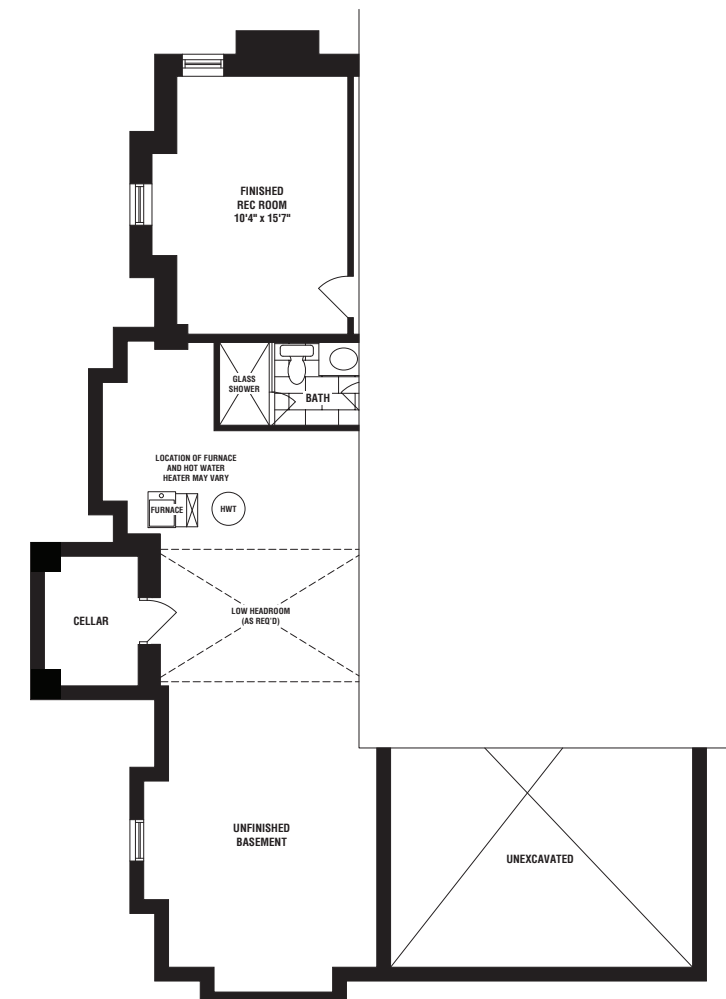 FINISHED
REC ROOM
10'4" x 15'7"
GLASS
SHOWER
BATH
LOCATION OF FURNACE
AND HOT WATER
HEATER MAY VARY
FURNACE
HWT
CELLAR
LOW HEADROOM
(AS REQ'D)
UNFINISHED
BASEMENT
UNEXCAVATED